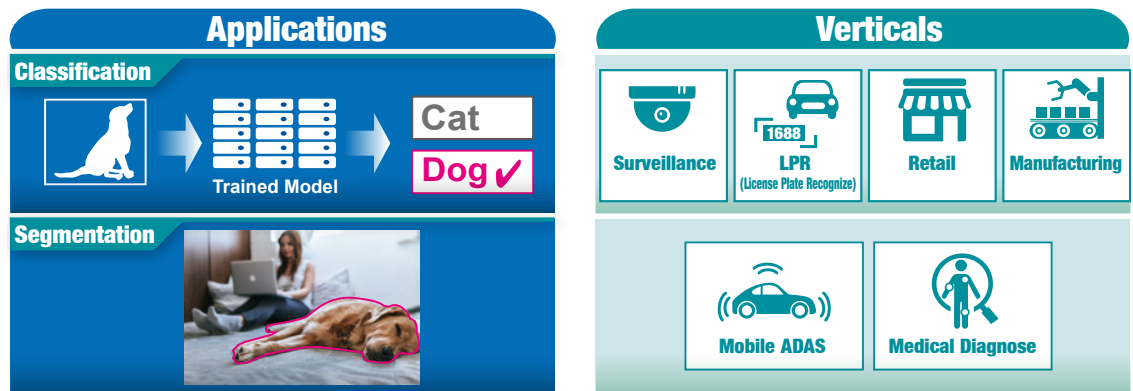 Applications
Classification
Cat
Dog
Trained Model
Segmentation
Verticals
1688
Surveillance
LPR
(License Plate Recognize)
Retail
Manufacturing
Mobile ADAS
Medical Diagnose